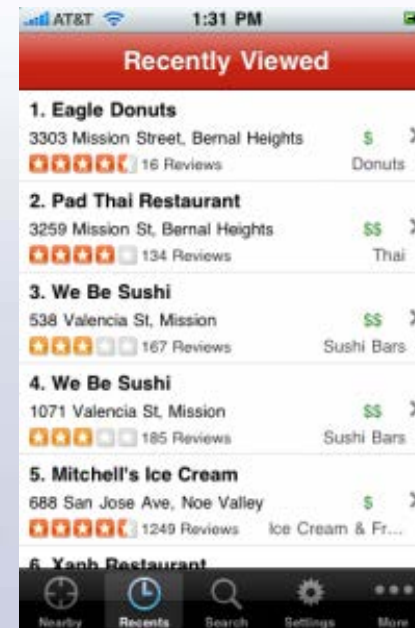 AT&T 1:31 PM
Recently Viewed
1. Eagle Donuts
3303 Mission Street, Bernal Heights $
16 Reviews Donuts
2. Pad Thai Restaurant
3259 Mission St, Bernal Heights $$
134 Reviews Thai
3. We Be Sushi
538 Valencia St, Mission $$
167 Reviews Sushi Bars
4. We Be Sushi
1071 Valencia St, Mission $$
185 Reviews Sushi Bars
5. Mitchell's Ice Cream
688 San Jose Ave, Noe Valley $
1249 Reviews Ice Cream & Fr...
6. Xanh Restaurant
Nearby Recents Search Settings More